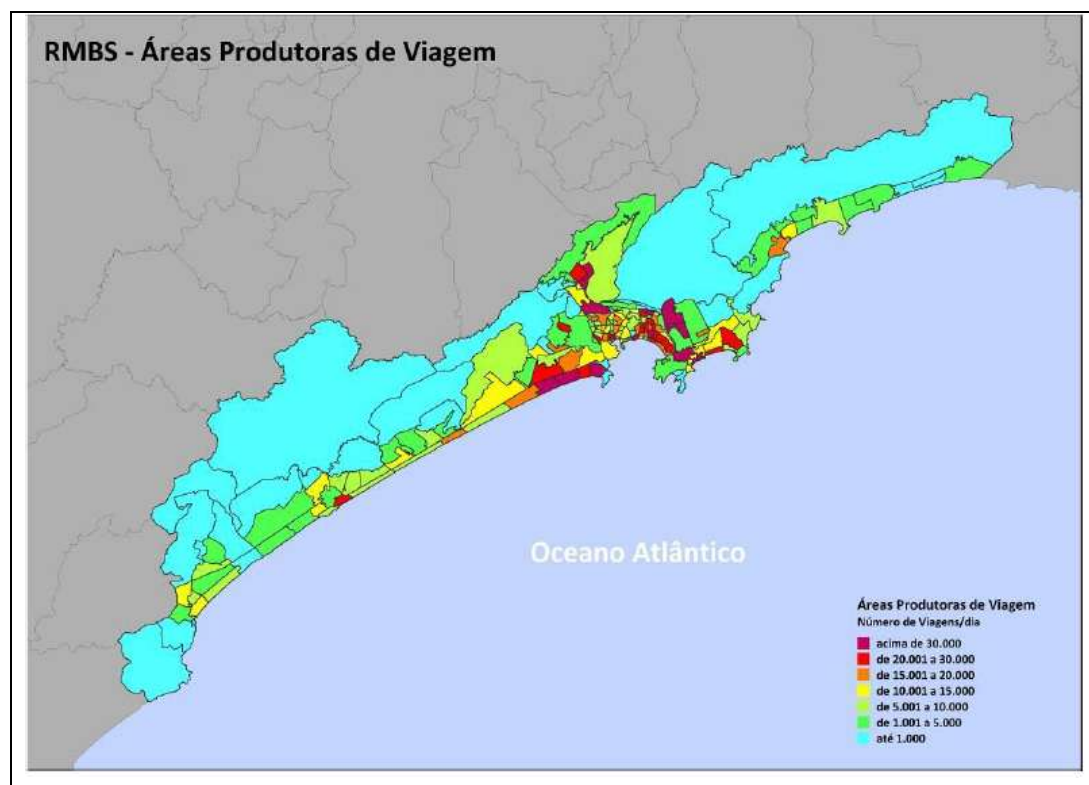 RMBS - Áreas Produtoras de Viagem
Oceano Atlântico
Áreas Produtoras de Viagem
Número de Viagens/dia
acima de 30.000
de 20.001 a 30.000
de 15.001 a 20.000
de 10.001 a 15.000
de 5.001 a 10.000
de 1.001 a 5.000
até 1.000